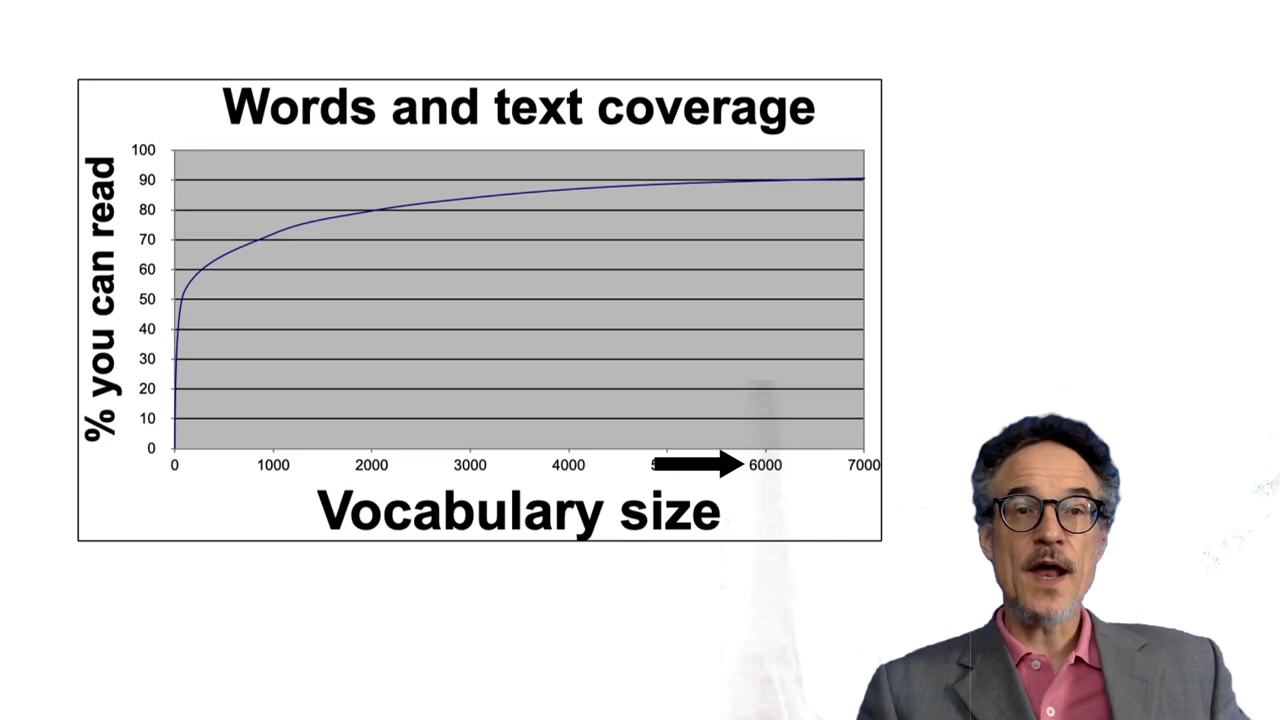 Words and text coverage
% you can read
100
90
80
70
60
50
40
30
20
10
0
0 1000 2000 3000 4000 6000 7000
Vocabulary size